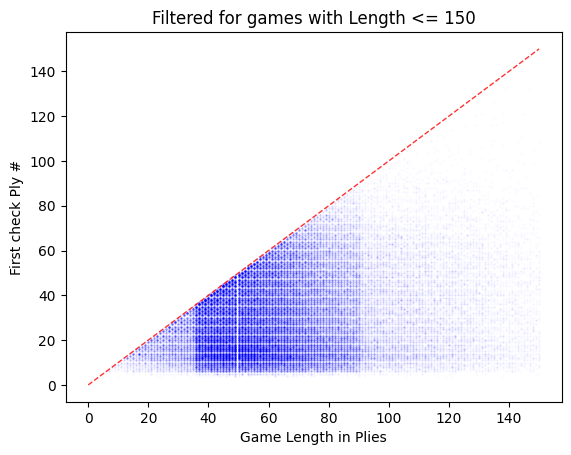 Filtered for games with Length <= 150
140
120
100
80
60
40
20
0
First check Ply #
0 20 40 60 80 100 120 140
Game Length in Plies